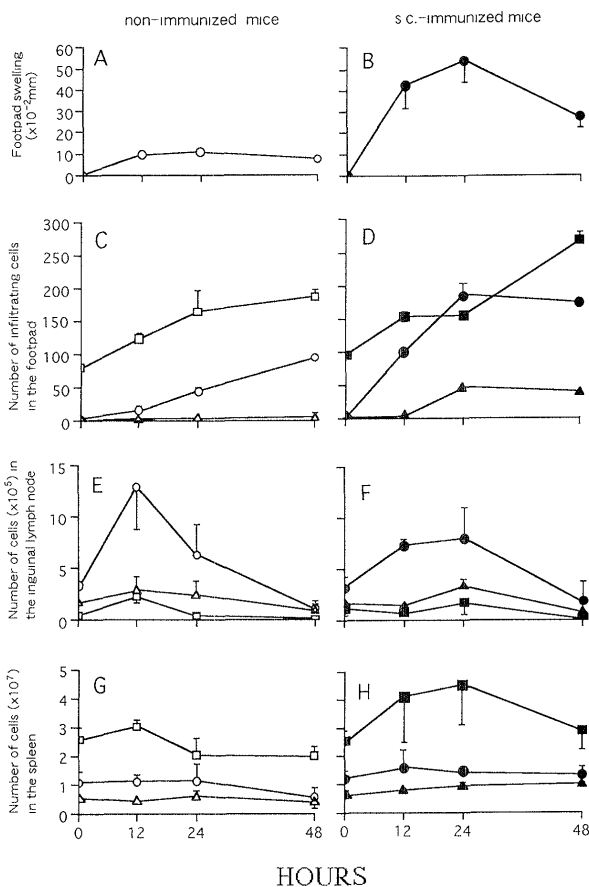 non-immunized mice
s c.-immunized mice
A
B
Footpad swelling
(x10⁻²mm)
60
50
40
30
20
10
0
C
D
Number of infiltrating cells
in the footpad
300
250
200
150
100
50
0
E
F
Number of cells (x10⁵) in
the inguinal lymph node
15
10
5
0
G
H
Number of cells (x10⁷)
in the spleen
5
4
3
2
1
0
0 12 24 48
0 12 24 48
HOURS